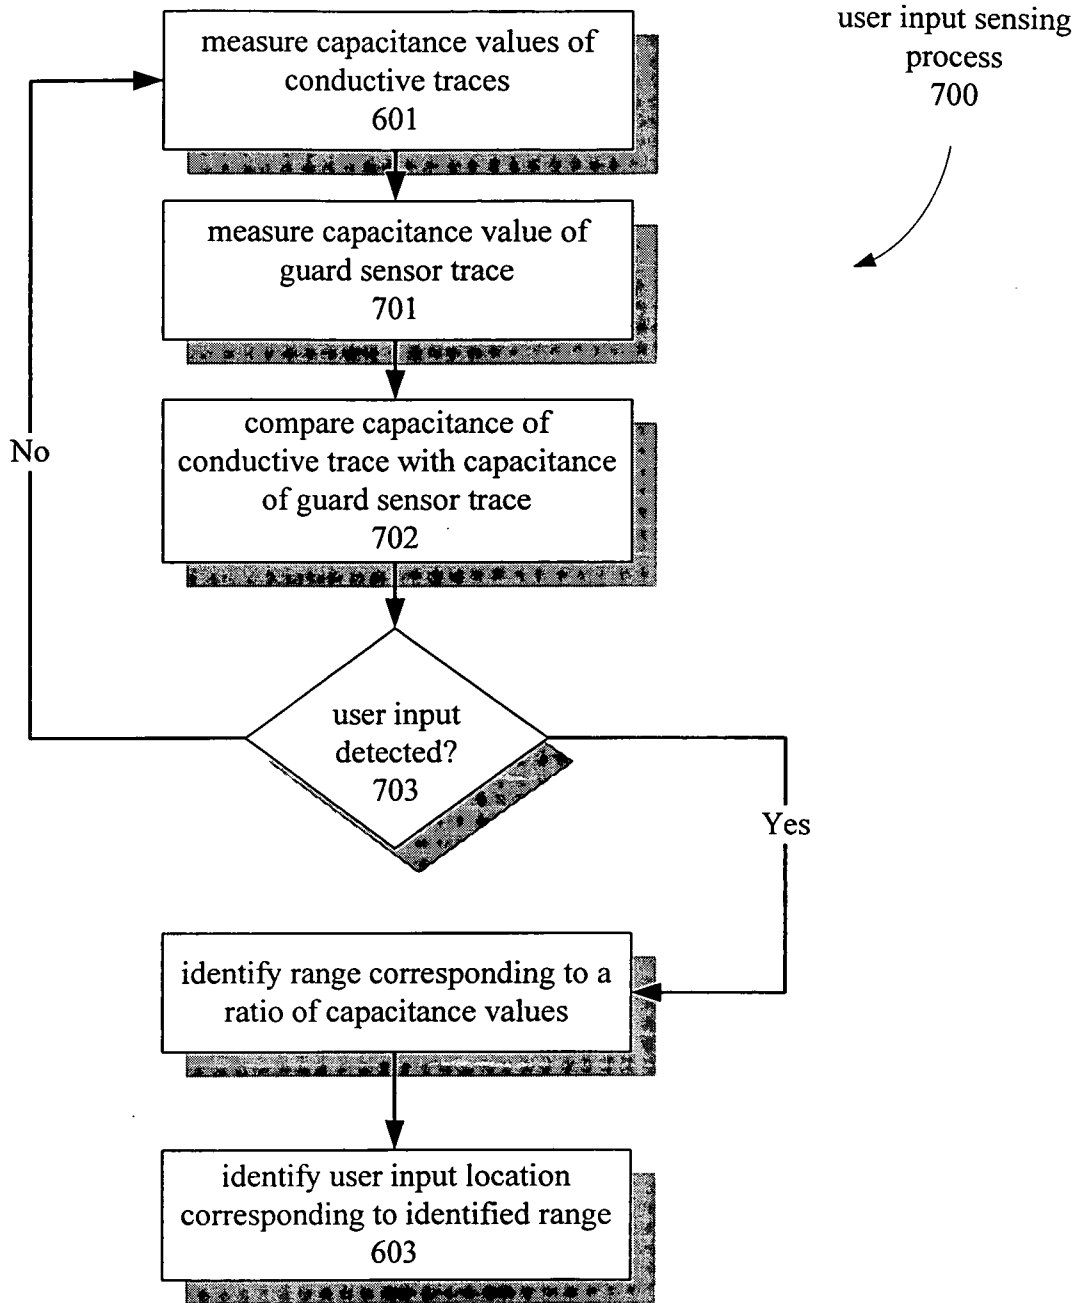 measure capacitance values of
conductive traces
601
user input sensing
process
700
measure capacitance value of
guard sensor trace
701
compare capacitance of
conductive trace with capacitance
of guard sensor trace
702
No
user input
detected?
703
Yes
identify range corresponding to a
ratio of capacitance values
identify user input location
corresponding to identified range
603